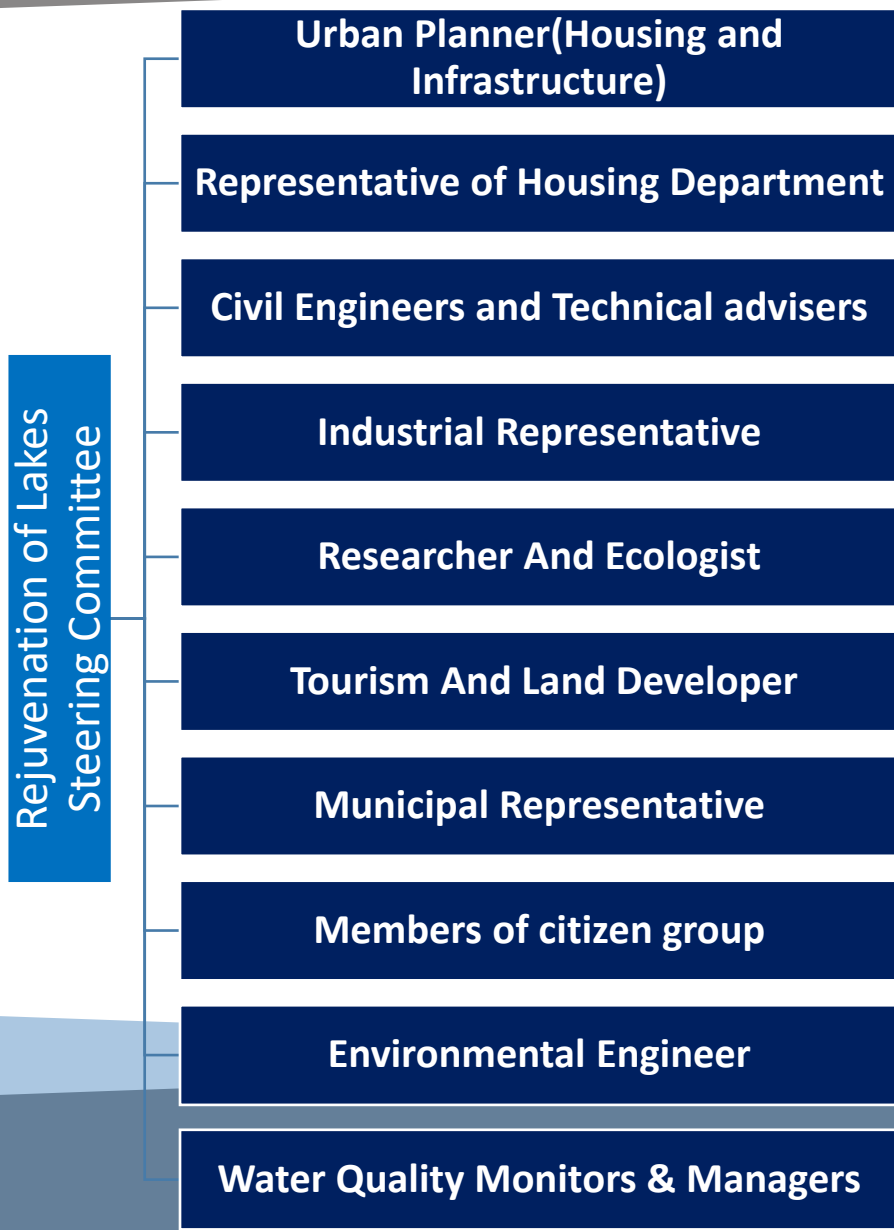 Rejuvenation of Lakes
Steering Committee
Urban Planner(Housing and
Infrastructure)
Representative of Housing Department
Civil Engineers and Technical advisers
Industrial Representative
Researcher And Ecologist
Tourism And Land Developer
Municipal Representative
Members of citizen group
Environmental Engineer
Water Quality Monitors & Managers